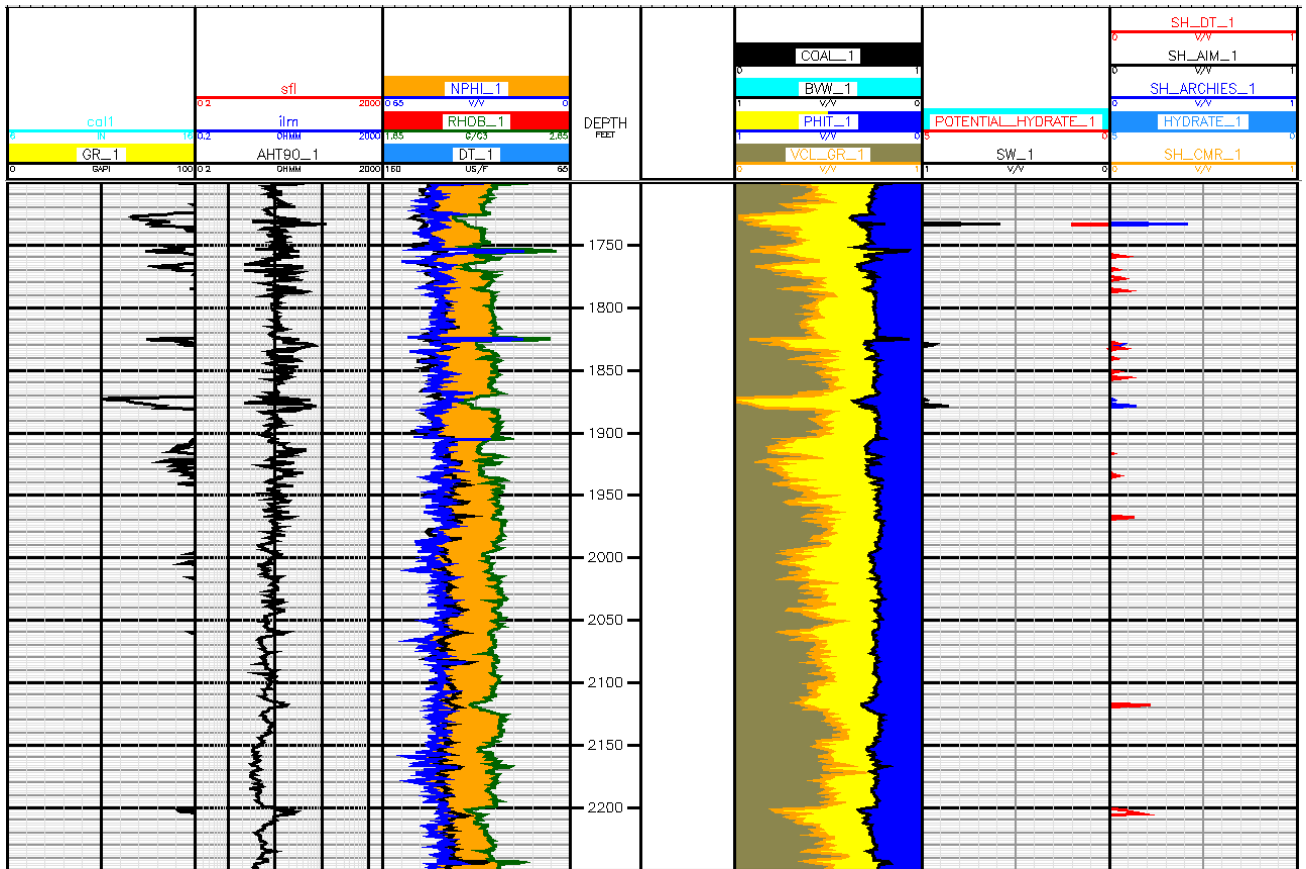 cal1
6 IN 16
GR_1
0 GAPI 100
sfl
0.2 2000
ilm
0.2 OHMM 2000
AHT90_1
0.2 OHMM 2000
NPHI_1
0.65 V/V 0
RHOB_1
1.65 G/C3 2.65
DT_1
160 US/F 65
DEPTH
FEET
COAL_1
0 1
BVW_1
1 V/V 0
PHIT_1
1 V/V 0
VCL_GR_1
0 V/V 1
POTENTIAL_HYDRATE_1
5 0
SW_1
1 V/V 0
SH_DT_1
0 V/V 1
SH_AIM_1
0 V/V 1
SH_ARCHIES_1
0 V/V 1
HYDRATE_1
5 0
SH_CMR_1
0 V/V 1
1750
1800
1850
1900
1950
2000
2050
2100
2150
2200